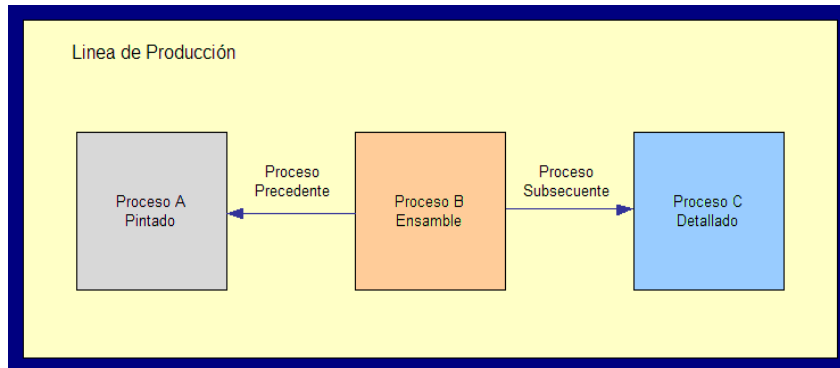 Linea de Producción
Proceso A
Pintado
Proceso
Precedente
Proceso B
Ensamble
Proceso
Subsecuente
Proceso C
Detallado